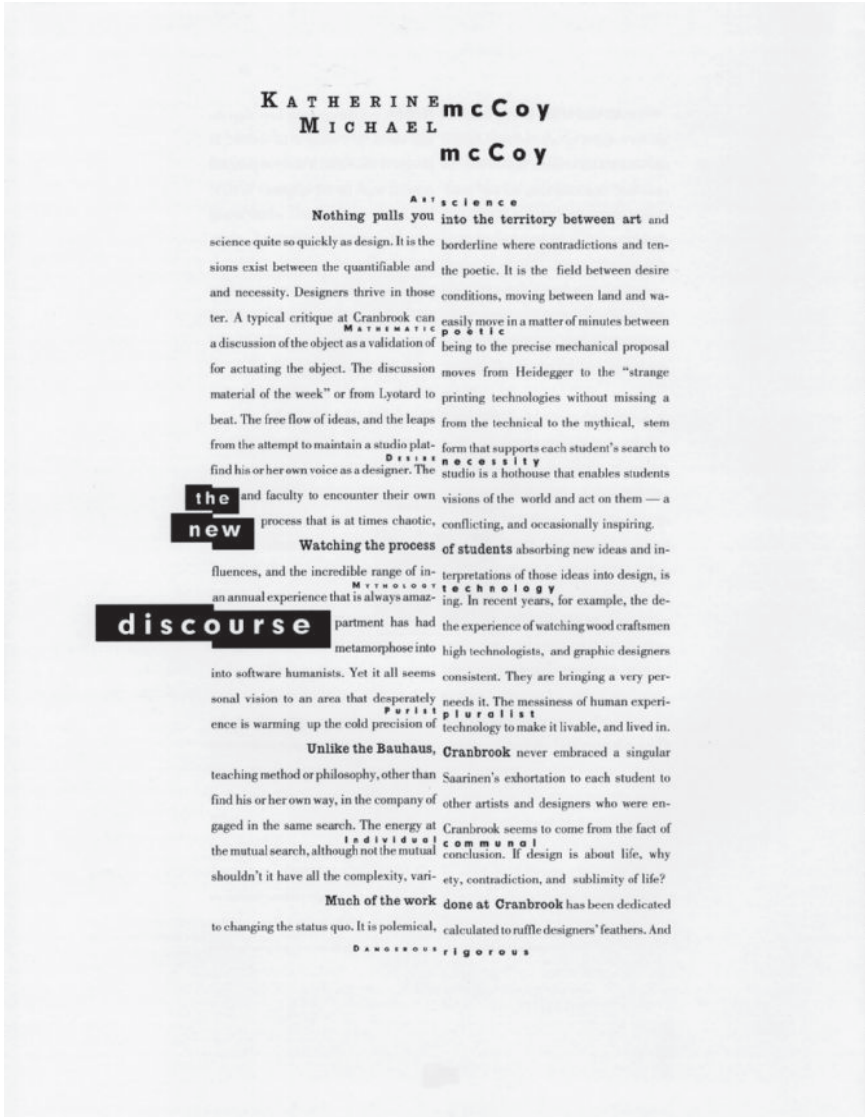 KATHERINE mcCoy
MICHAEL mcCoy
ART science
Nothing pulls you into the territory between art and
science quite so quickly as design. It is the borderline where contradictions and ten-
sions exist between the quantifiable and the poetic. It is the field between desire
and necessity. Designers thrive in those conditions, moving between land and wa-
ter. A typical critique at Cranbrook can easily move in a matter of minutes between
MATHEMATIC poetic
a discussion of the object as a validation of being to the precise mechanical proposal
for actuating the object. The discussion moves from Heidegger to the “strange
material of the week” or from Lyotard to printing technologies without missing a
beat. The free flow of ideas, and the leaps from the technical to the mythical, stem
from the attempt to maintain a studio plat- form that supports each student’s search to
DESIRE necessity
find his or her own voice as a designer. The studio is a hothouse that enables students
the
and faculty to encounter their own visions of the world and act on them — a
new
process that is at times chaotic, conflicting, and occasionally inspiring.
Watching the process of students absorbing new ideas and in-
fluences, and the incredible range of in- terpretations of those ideas into design, is
MYTHOLOGY technology
an annual experience that is always amaz- ing. In recent years, for example, the de-
discourse
partment has had the experience of watching wood craftsmen
metamorphose into high technologists, and graphic designers
into software humanists. Yet it all seems consistent. They are bringing a very per-
sonal vision to an area that desperately needs it. The messiness of human experi-
Purist pluralist
ence is warming up the cold precision of technology to make it livable, and lived in.
Unlike the Bauhaus, Cranbrook never embraced a singular
teaching method or philosophy, other than Saarinen’s exhortation to each student to
find his or her own way, in the company of other artists and designers who were en-
gaged in the same search. The energy at Cranbrook seems to come from the fact of
Individual communal
the mutual search, although not the mutual conclusion. If design is about life, why
shouldn’t it have all the complexity, vari- ety, contradiction, and sublimity of life?
Much of the work done at Cranbrook has been dedicated
to changing the status quo. It is polemical, calculated to ruffle designers’ feathers. And
DANGEROUS rigorous